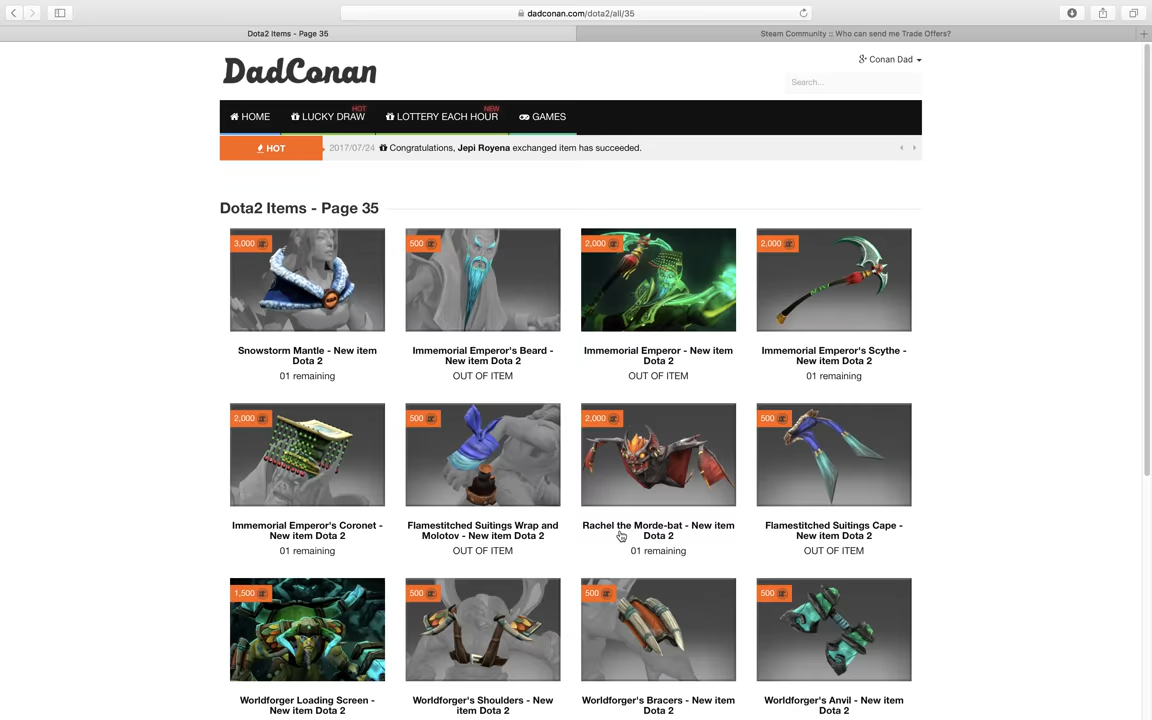 dadconan.com/dota2/all/35
Dota2 Items - Page 35
Steam Community :: Who can send me Trade Offers?
DadConan
Conan Dad
Search...
HOME
LUCKY DRAW
HOT
LOTTERY EACH HOUR
NEW
GAMES
HOT
2017/07/24 Congratulations, Jepi Royena exchanged item has succeeded.
Dota2 Items - Page 35
3,000
500
2,000
2,000
Snowstorm Mantle - New item
Dota 2
01 remaining
Immemorial Emperor's Beard -
New item Dota 2
OUT OF ITEM
Immemorial Emperor - New item
Dota 2
OUT OF ITEM
Immemorial Emperor's Scythe -
New item Dota 2
01 remaining
2,000
500
2,000
500
Immemorial Emperor's Coronet -
New item Dota 2
01 remaining
Flamestitched Suitings Wrap and
Molotov - New item Dota 2
OUT OF ITEM
Rachel the Morde-bat - New item
Dota 2
01 remaining
Flamestitched Suitings Cape -
New item Dota 2
OUT OF ITEM
1,500
500
500
500
Worldforger Loading Screen -
New item Dota 2
Worldforger's Shoulders - New
item Dota 2
Worldforger's Bracers - New item
Dota 2
Worldforger's Anvil - New item
Dota 2